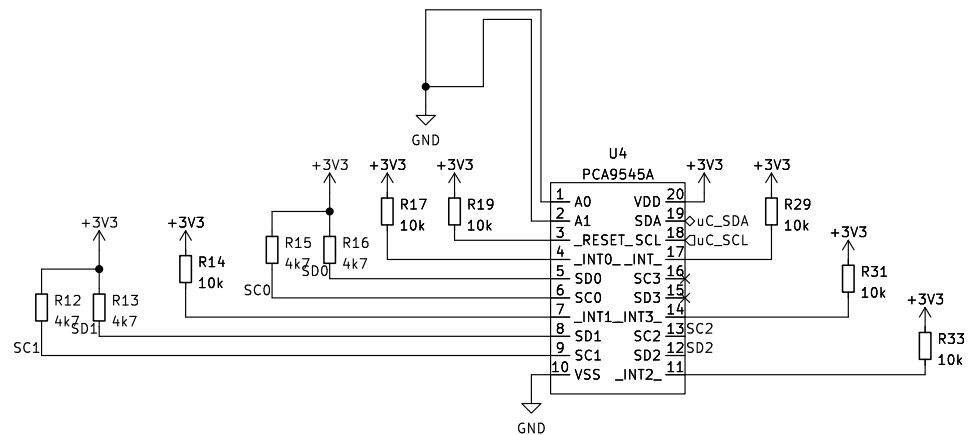 GND
U4
PCA9545A
+3V3
+3V3
+3V3
+3V3
+3V3
+3V3
+3V3
+3V3
+3V3
R17
10k
R19
10k
R29
10k
R15
4k7
R16
4k7
SD0
SC0
R14
10k
R31
10k
R12
4k7
R13
4k7
SD1
SC1
R33
10k
1 A0 VDD 20
2 A1 SDA 19 uC_SDA
3 _RESET_ SCL 18 uC_SCL
4 _INT0_ _INT_ 17
5 SD0 SC3 16
6 SC0 SD3 15
7 _INT1_ _INT3_ 14
8 SD1 SC2 13 SC2
9 SC1 SD2 12 SD2
10 VSS _INT2_ 11
GND